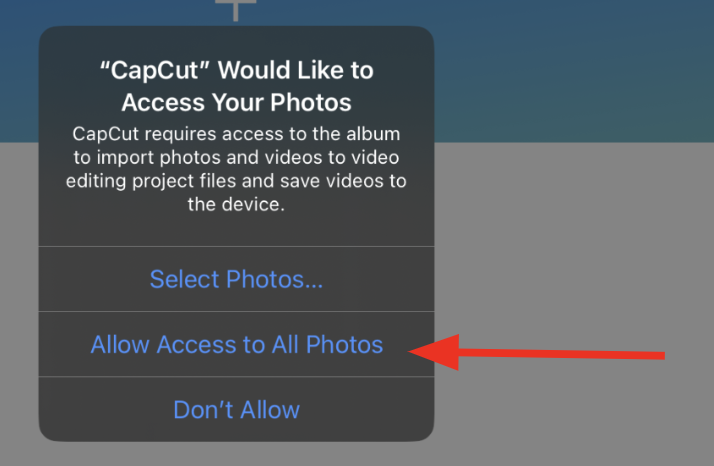 “CapCut” Would Like to
Access Your Photos
CapCut requires access to the album
to import photos and videos to video
editing project files and save videos to
the device.
Select Photos...
Allow Access to All Photos
Don’t Allow